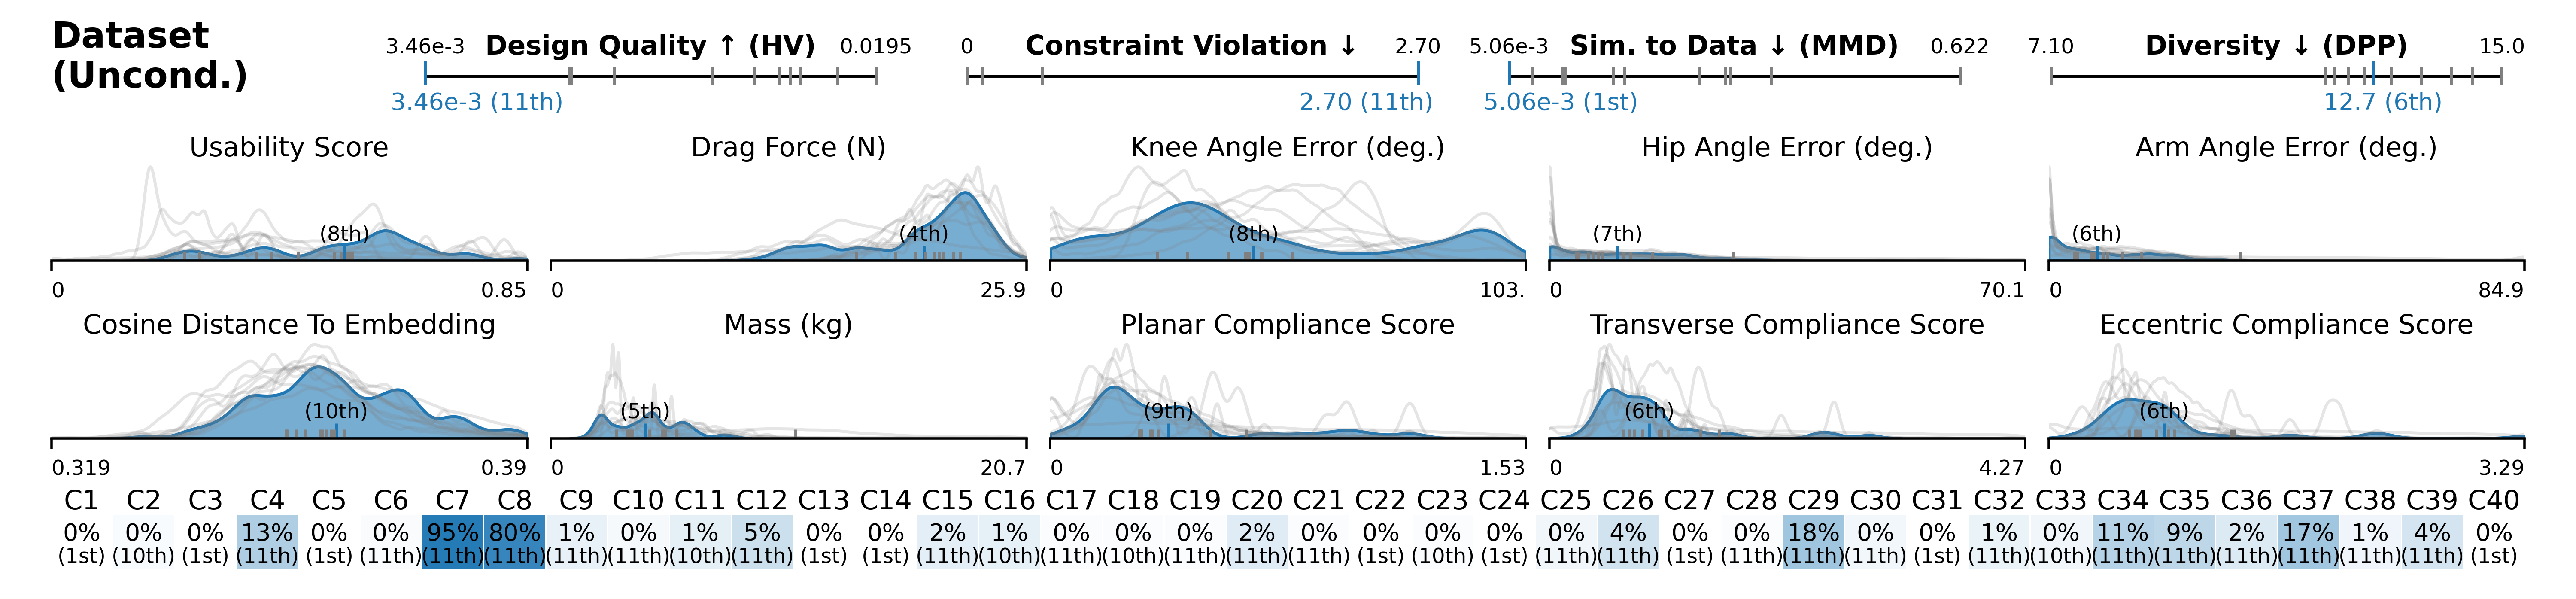 Dataset
(Uncond.)
3.46e-3 Design Quality ↑ (HV) 0.0195
3.46e-3 (11th)
0 Constraint Violation ↓ 2.70
2.70 (11th)
5.06e-3 Sim. to Data ↓ (MMD) 0.622
5.06e-3 (1st)
7.10 Diversity ↓ (DPP) 15.0
12.7 (6th)
Usability Score
(8th)
0 0.85
Drag Force (N)
(4th)
0 25.9
Knee Angle Error (deg.)
(8th)
0 103.
Hip Angle Error (deg.)
(7th)
0 70.1
Arm Angle Error (deg.)
(6th)
0 84.9
Cosine Distance To Embedding
(10th)
0.319 0.39
Mass (kg)
(5th)
0 20.7
Planar Compliance Score
(9th)
0 1.53
Transverse Compliance Score
(6th)
0 4.27
Eccentric Compliance Score
(6th)
0 3.29
C1 C2 C3 C4 C5 C6 C7 C8 C9 C10 C11 C12 C13 C14 C15 C16 C17 C18 C19 C20 C21 C22 C23 C24 C25 C26 C27 C28 C29 C30 C31 C32 C33 C34 C35 C36 C37 C38 C39 C40
0% 0% 0% 13% 0% 0% 95% 80% 1% 0% 1% 5% 0% 0% 2% 1% 0% 0% 0% 2% 0% 0% 0% 0% 0% 4% 0% 0% 18% 0% 0% 1% 0% 11% 9% 2% 17% 1% 4% 0%
(1st) (10th) (1st) (11th) (1st) (11th) (11th) (11th) (11th) (11th) (10th) (11th) (1st) (1st) (11th) (10th) (11th) (10th) (11th) (11th) (11th) (1st) (10th) (1st) (11th) (11th) (1st) (11th) (11th) (11th) (1st) (11th) (10th) (11th) (11th) (11th) (11th) (11th) (11th) (1st)